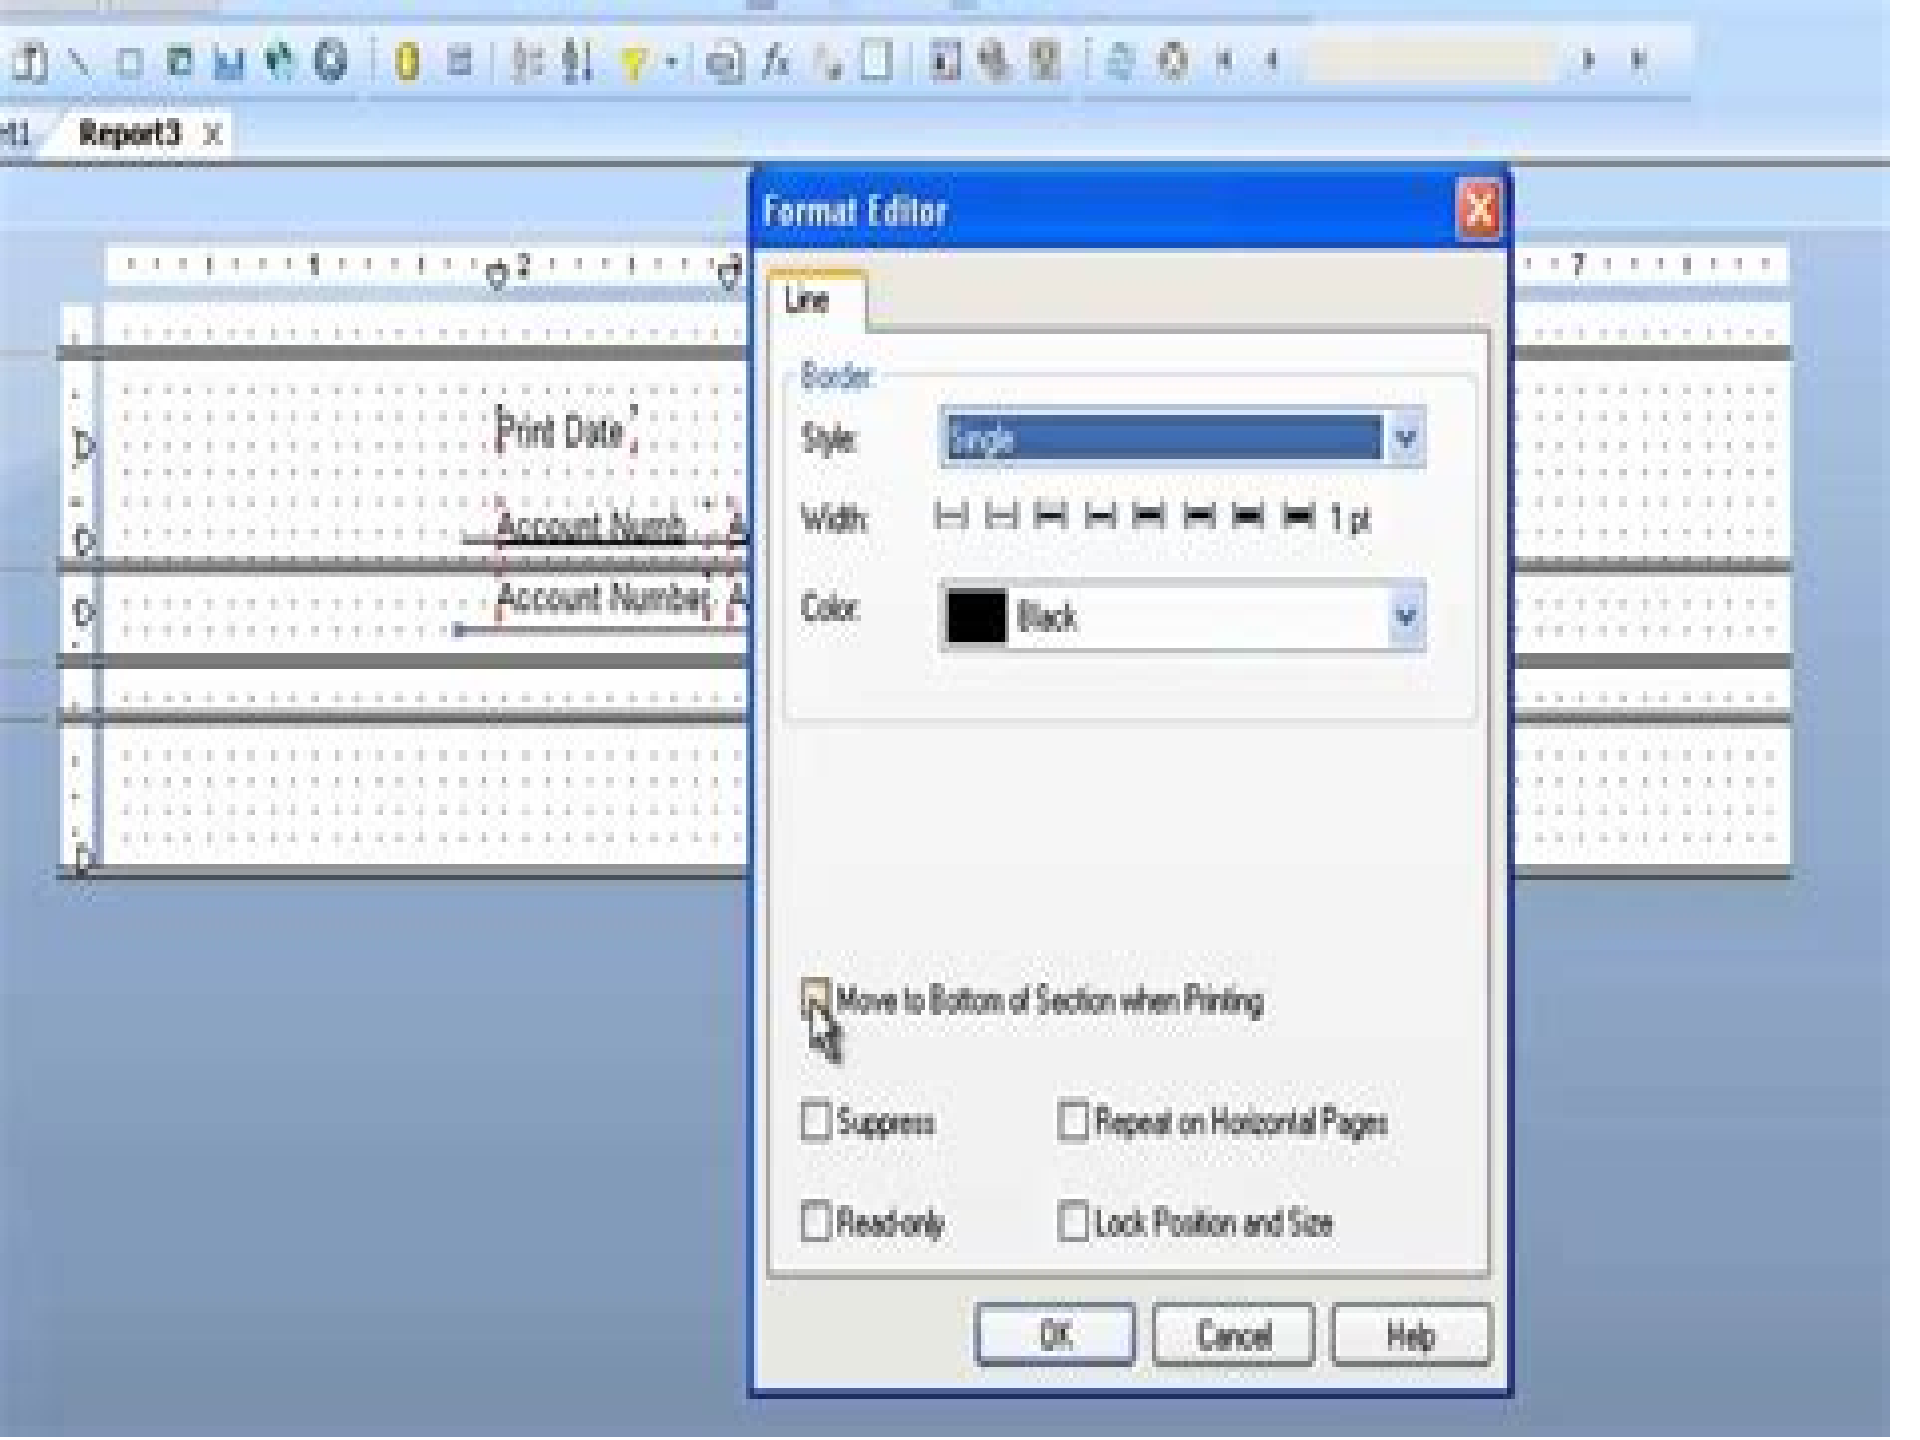 Report3 X
Format Editor
2
7
Line
Border
Print Date
Style: Single
Account Numb
Width: 1 pt
Account Number
Color: Black
Move to Bottom of Section when Printing
Suppress
Repeat on Horizontal Pages
Read-only
Lock Position and Size
OK
Cancel
Help